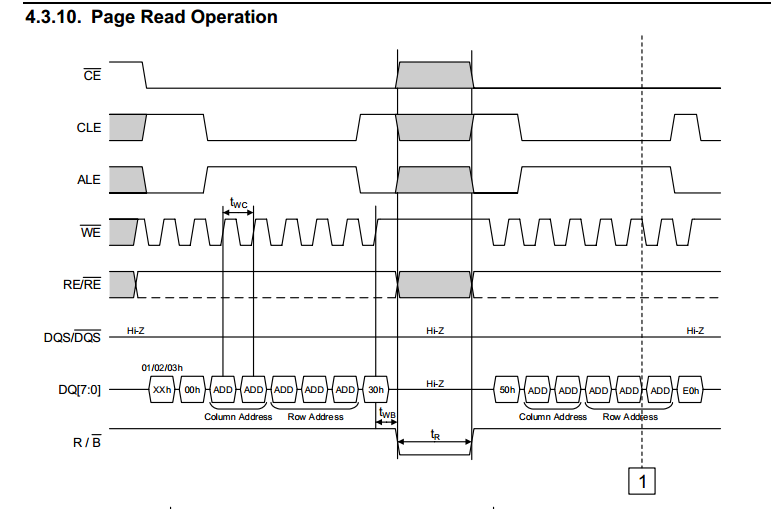 4.3.10. Page Read Operation
CE
CLE
ALE
tWC
WE
RE/RE
DQS/DQS Hi-Z Hi-Z Hi-Z
01/02/03h
DQ[7:0] XXh 00h ADD ADD ADD ADD ADD 30h Hi-Z 50h ADD ADD ADD ADD ADD E0h
Column Address Row Address tWB Column Address Row Address
R / B tR
1